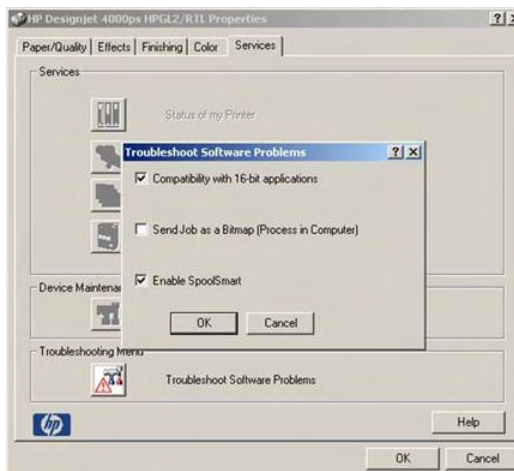 HP Designjet 4000ps HPGL2/RTL Properties
Paper/Quality Effects Finishing Color Services
Services
Status of my Printer
Troubleshoot Software Problems
Compatibility with 16-bit applications
Send Job as a Bitmap (Process in Computer)
Enable SpoolSmart
OK Cancel
Device Maintena
Troubleshooting Menu
Troubleshoot Software Problems
hp
Help
OK Cancel